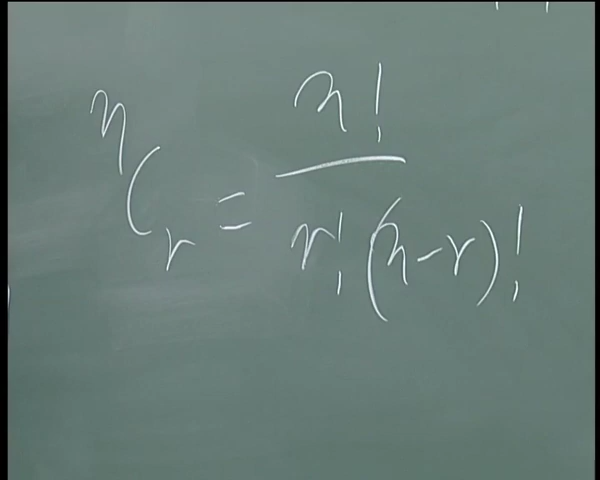 ⁿCᵣ = n! / r!(n-r)!